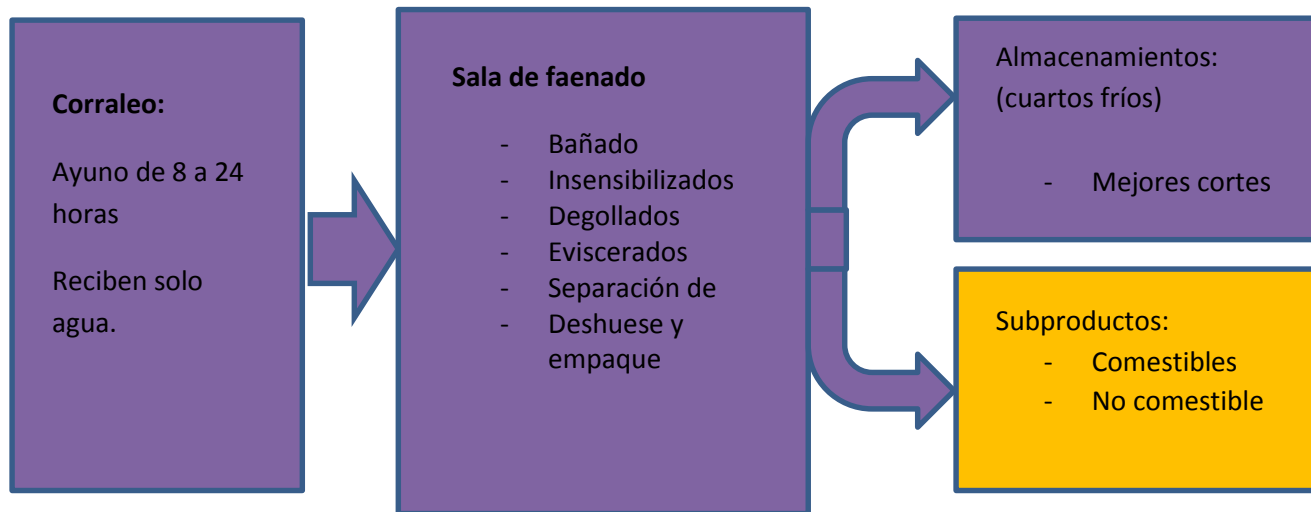 Corraleo:
Ayuno de 8 a 24
horas
Reciben solo
agua.
Sala de faenado
- Bañado
- Insensibilizados
- Degollados
- Eviscerados
- Separación de
- Deshuese y
empaque
Almacenamientos:
(cuartos fríos)
- Mejores cortes
Subproductos:
- Comestibles
- No comestible